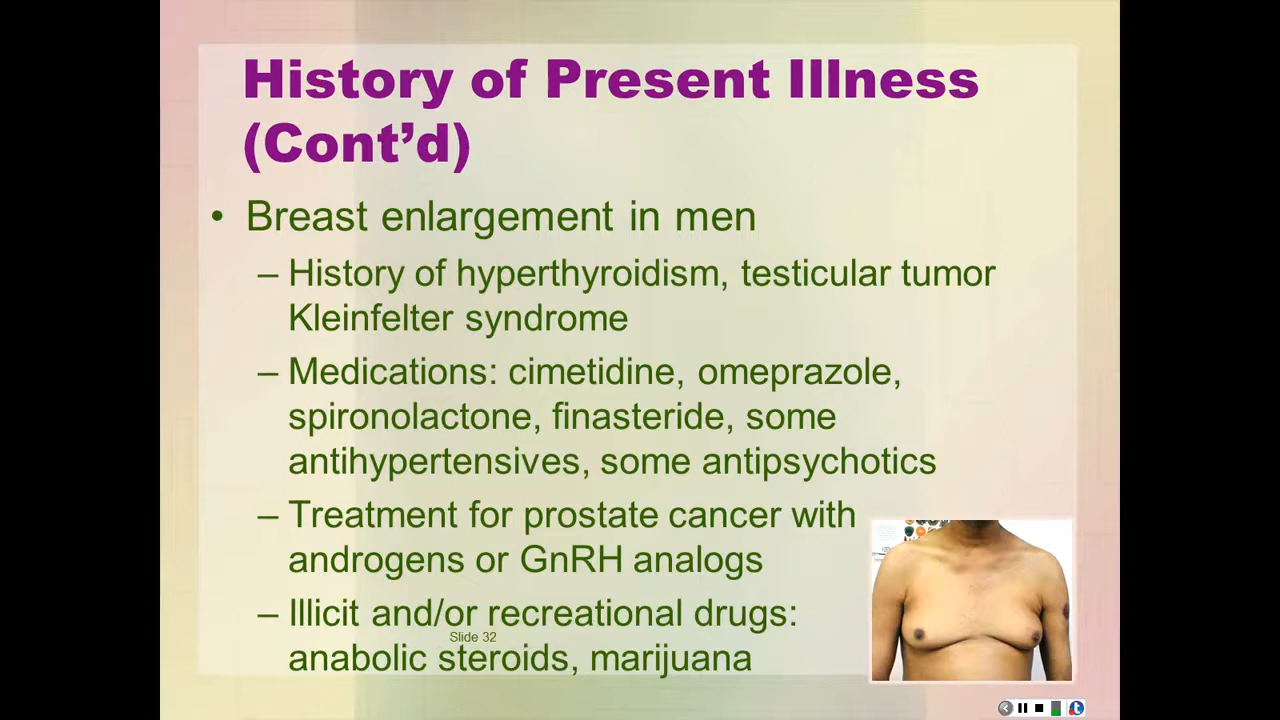 History of Present Illness
(Cont’d)
• Breast enlargement in men
– History of hyperthyroidism, testicular tumor
Kleinfelter syndrome
– Medications: cimetidine, omeprazole,
spironolactone, finasteride, some
antihypertensives, some antipsychotics
– Treatment for prostate cancer with
androgens or GnRH analogs
– Illicit and/or recreational drugs:
Slide 32
anabolic steroids, marijuana